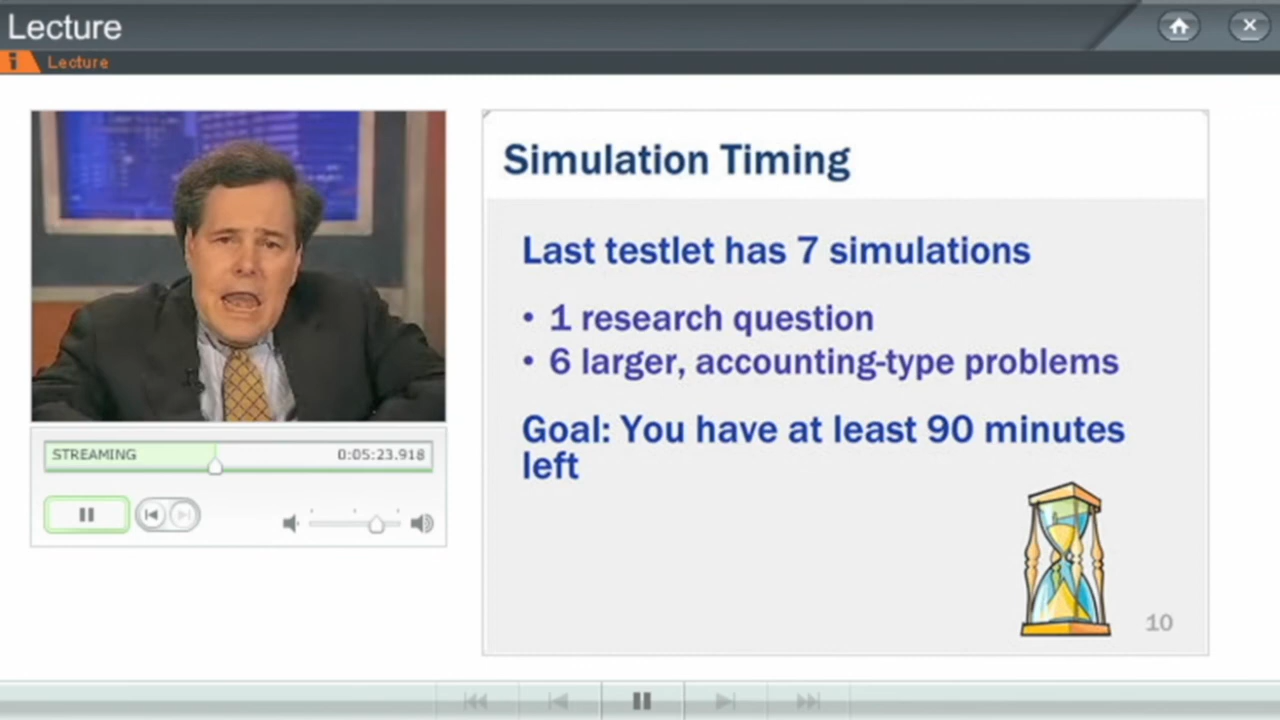 Lecture
i Lecture
Simulation Timing
Last testlet has 7 simulations
• 1 research question
• 6 larger, accounting-type problems
Goal: You have at least 90 minutes
left
STREAMING 0:05:23.918
10